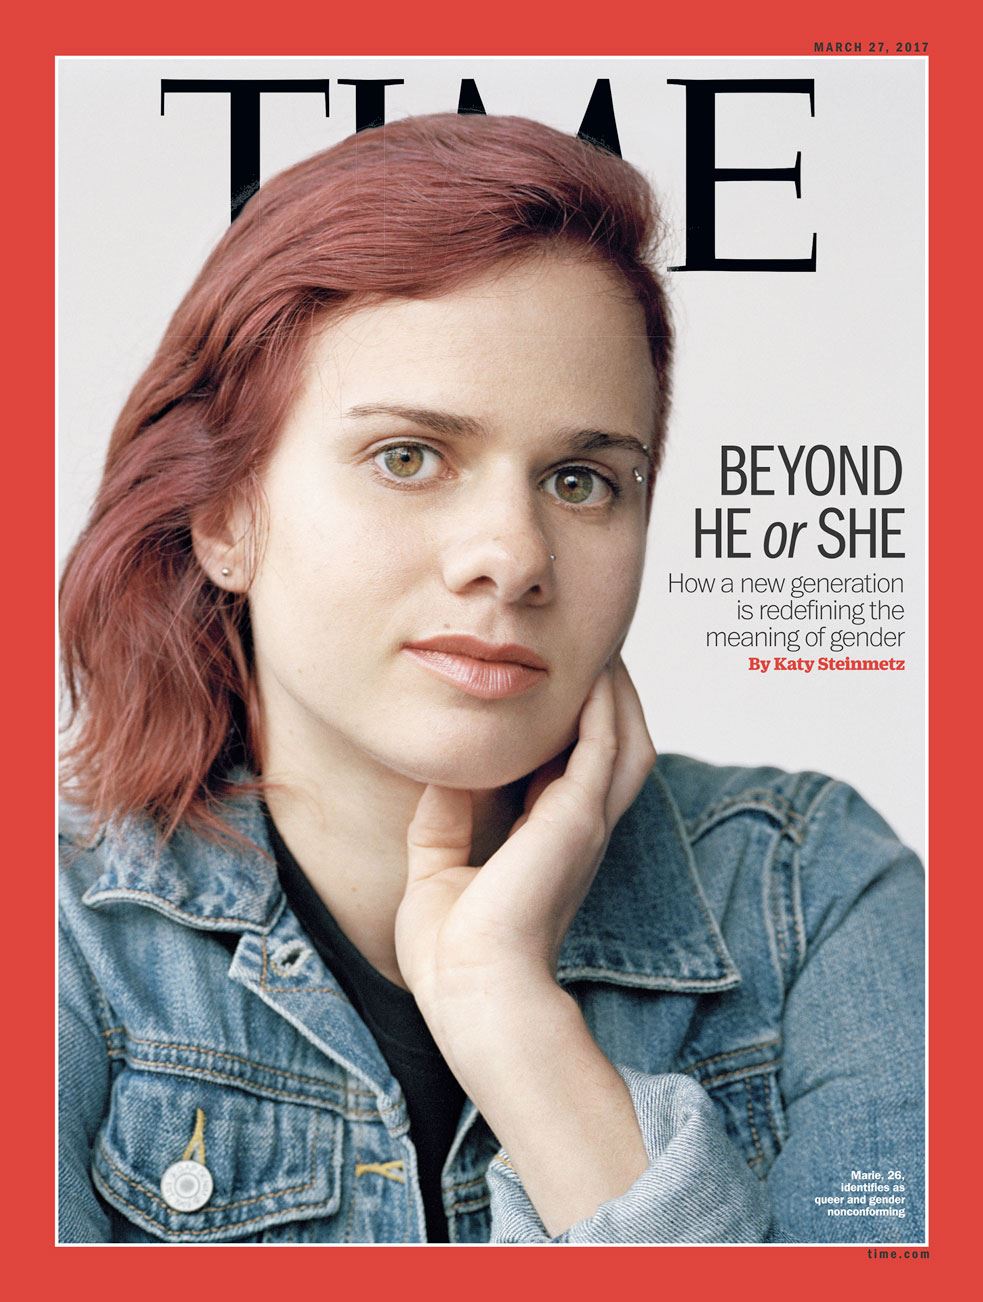 MARCH 27, 2017
TIME
BEYOND
HE or SHE
How a new generation
is redefining the
meaning of gender
By Katy Steinmetz
Marie, 26,
identifies as
queer and gender
nonconforming
time.com